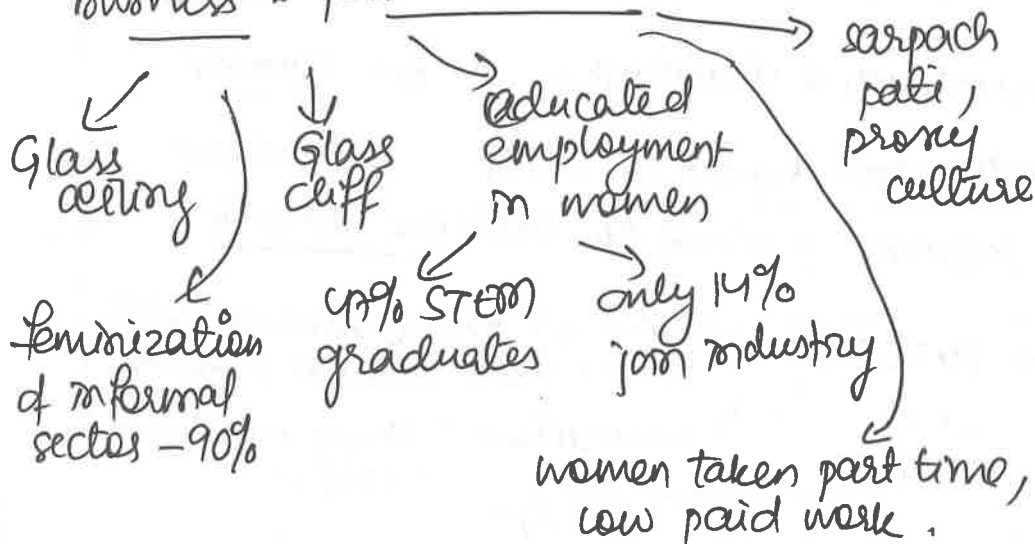 sarpach
pati,
proxy
culture
Glass
ceiling
Glass
cliff
educated
employment
in women
feminization
of informal
sector – 90%
47% STEM
graduates
only 14%
join industry
women taken part time,
low paid work.